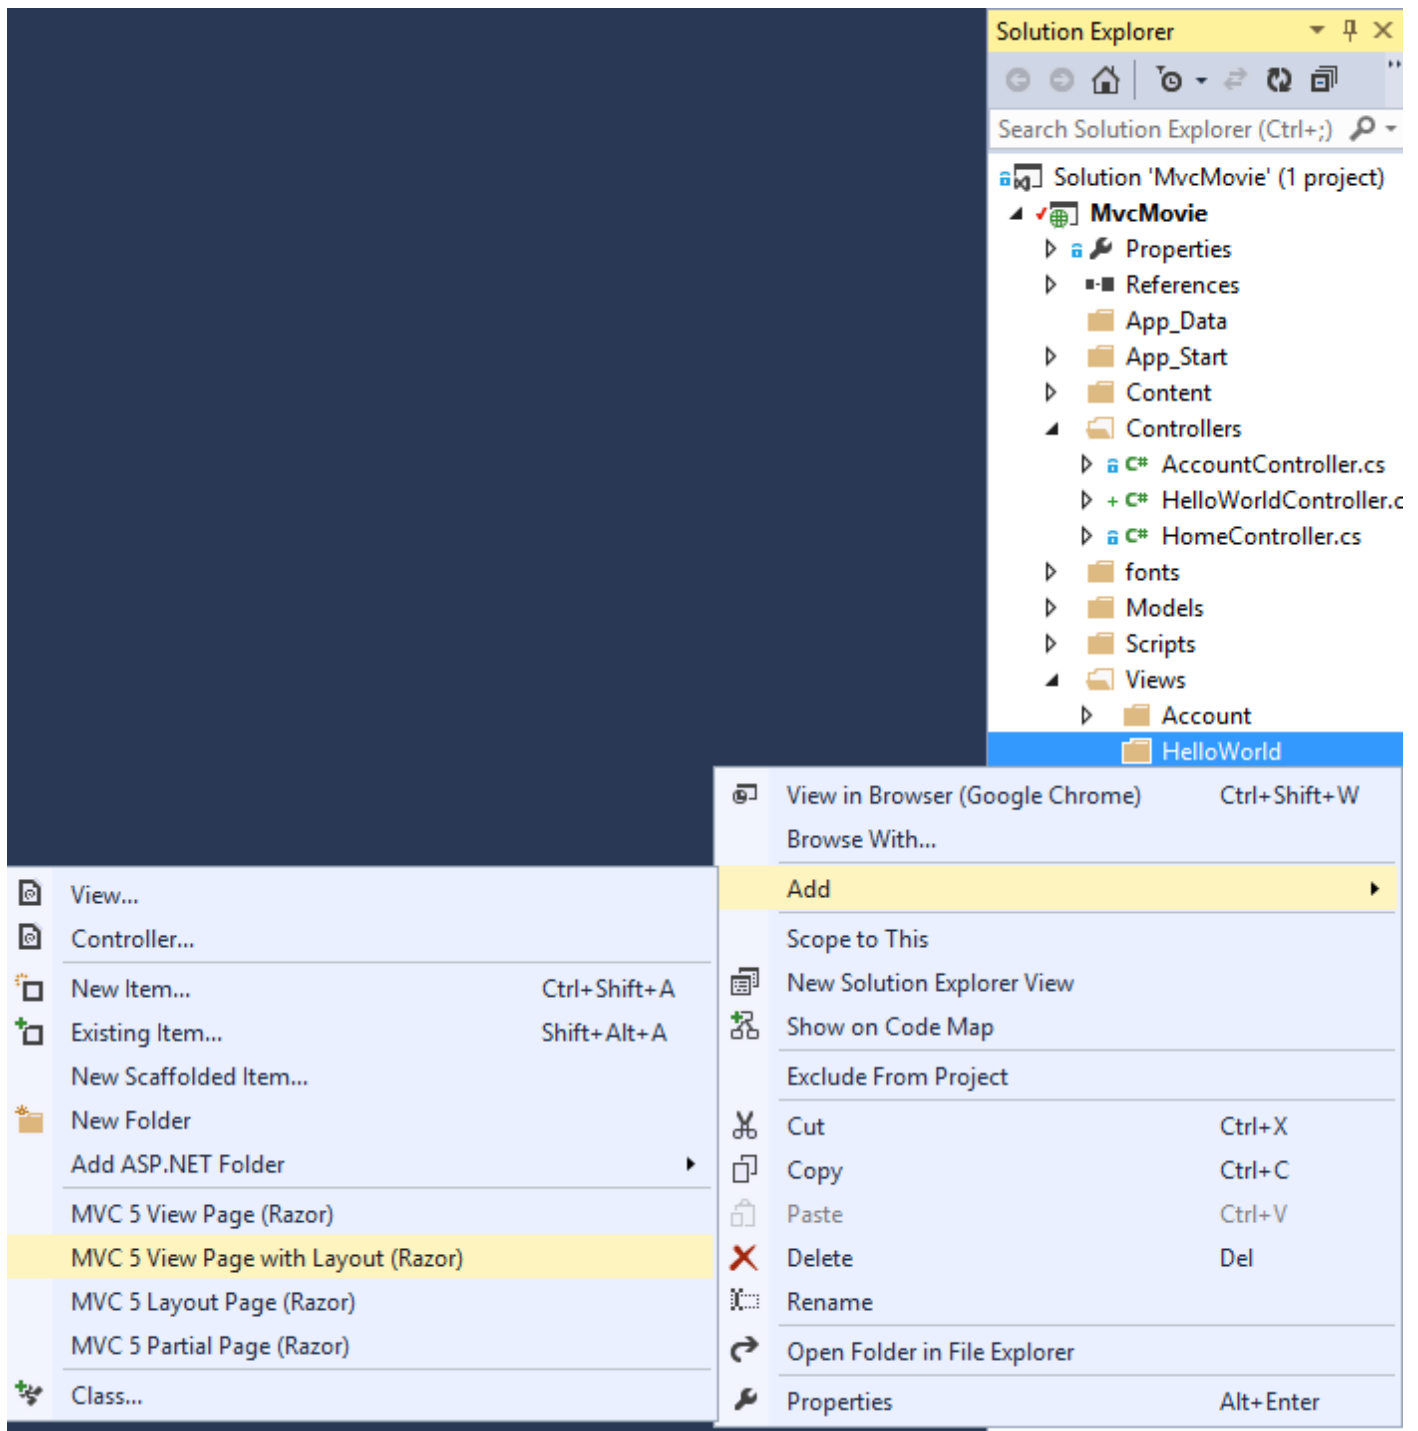 Solution Explorer
Search Solution Explorer (Ctrl+;)
Solution 'MvcMovie' (1 project)
MvcMovie
Properties
References
App_Data
App_Start
Content
Controllers
C# AccountController.cs
+ C# HelloWorldController.c
C# HomeController.cs
fonts
Models
Scripts
Views
Account
HelloWorld
View in Browser (Google Chrome) Ctrl+Shift+W
Browse With...
Add
Scope to This
New Solution Explorer View
Show on Code Map
Exclude From Project
Cut Ctrl+X
Copy Ctrl+C
Paste Ctrl+V
Delete Del
Rename
Open Folder in File Explorer
Properties Alt+Enter
View...
Controller...
New Item... Ctrl+Shift+A
Existing Item... Shift+Alt+A
New Scaffolded Item...
New Folder
Add ASP.NET Folder
MVC 5 View Page (Razor)
MVC 5 View Page with Layout (Razor)
MVC 5 Layout Page (Razor)
MVC 5 Partial Page (Razor)
Class...